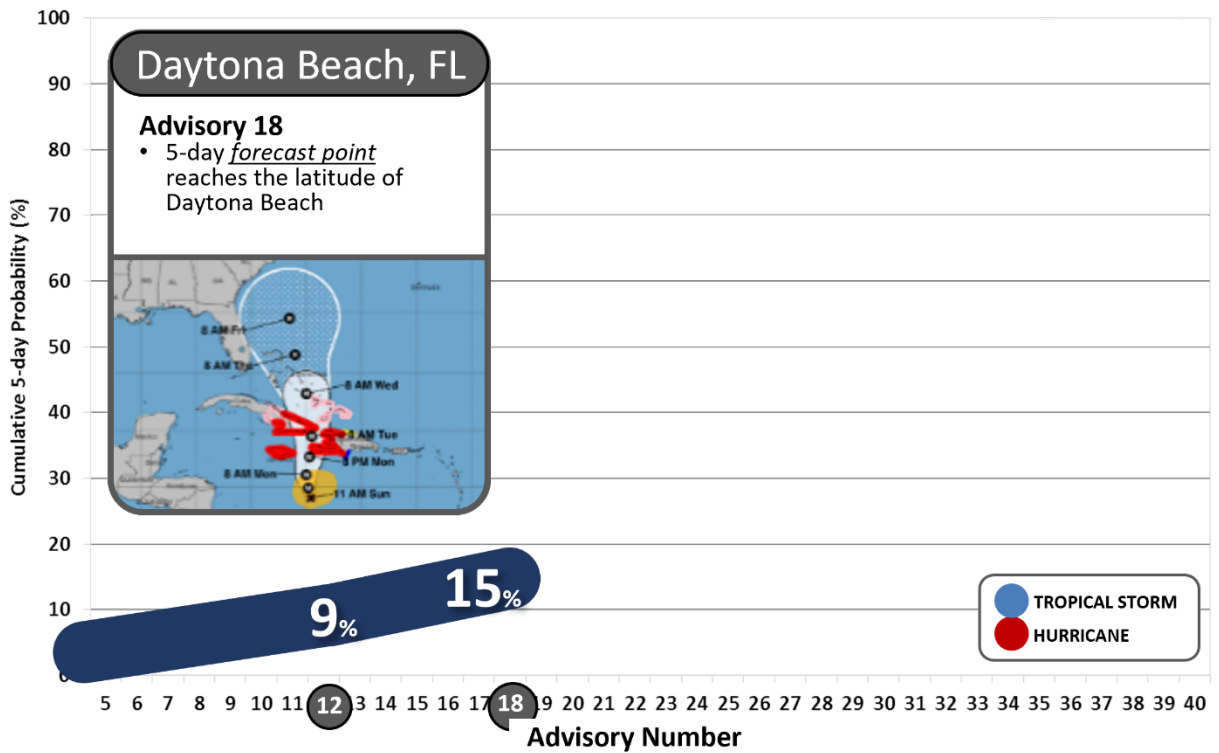 100
90
80
70
60
50
40
30
20
10
Cumulative 5-day Probability (%)
Daytona Beach, FL
Advisory 18
• 5-day forecast point
reaches the latitude of
Daytona Beach
8 AM Fri
8 AM Thu
8 AM Wed
8 AM Tue
8 PM Mon
8 AM Mon
11 AM Sun
9%
15%
TROPICAL STORM
HURRICANE
5 6 7 8 9 10 11 12 13 14 15 16 17 18 19 20 21 22 23 24 25 26 27 28 29 30 31 32 33 34 35 36 37 38 39 40
Advisory Number